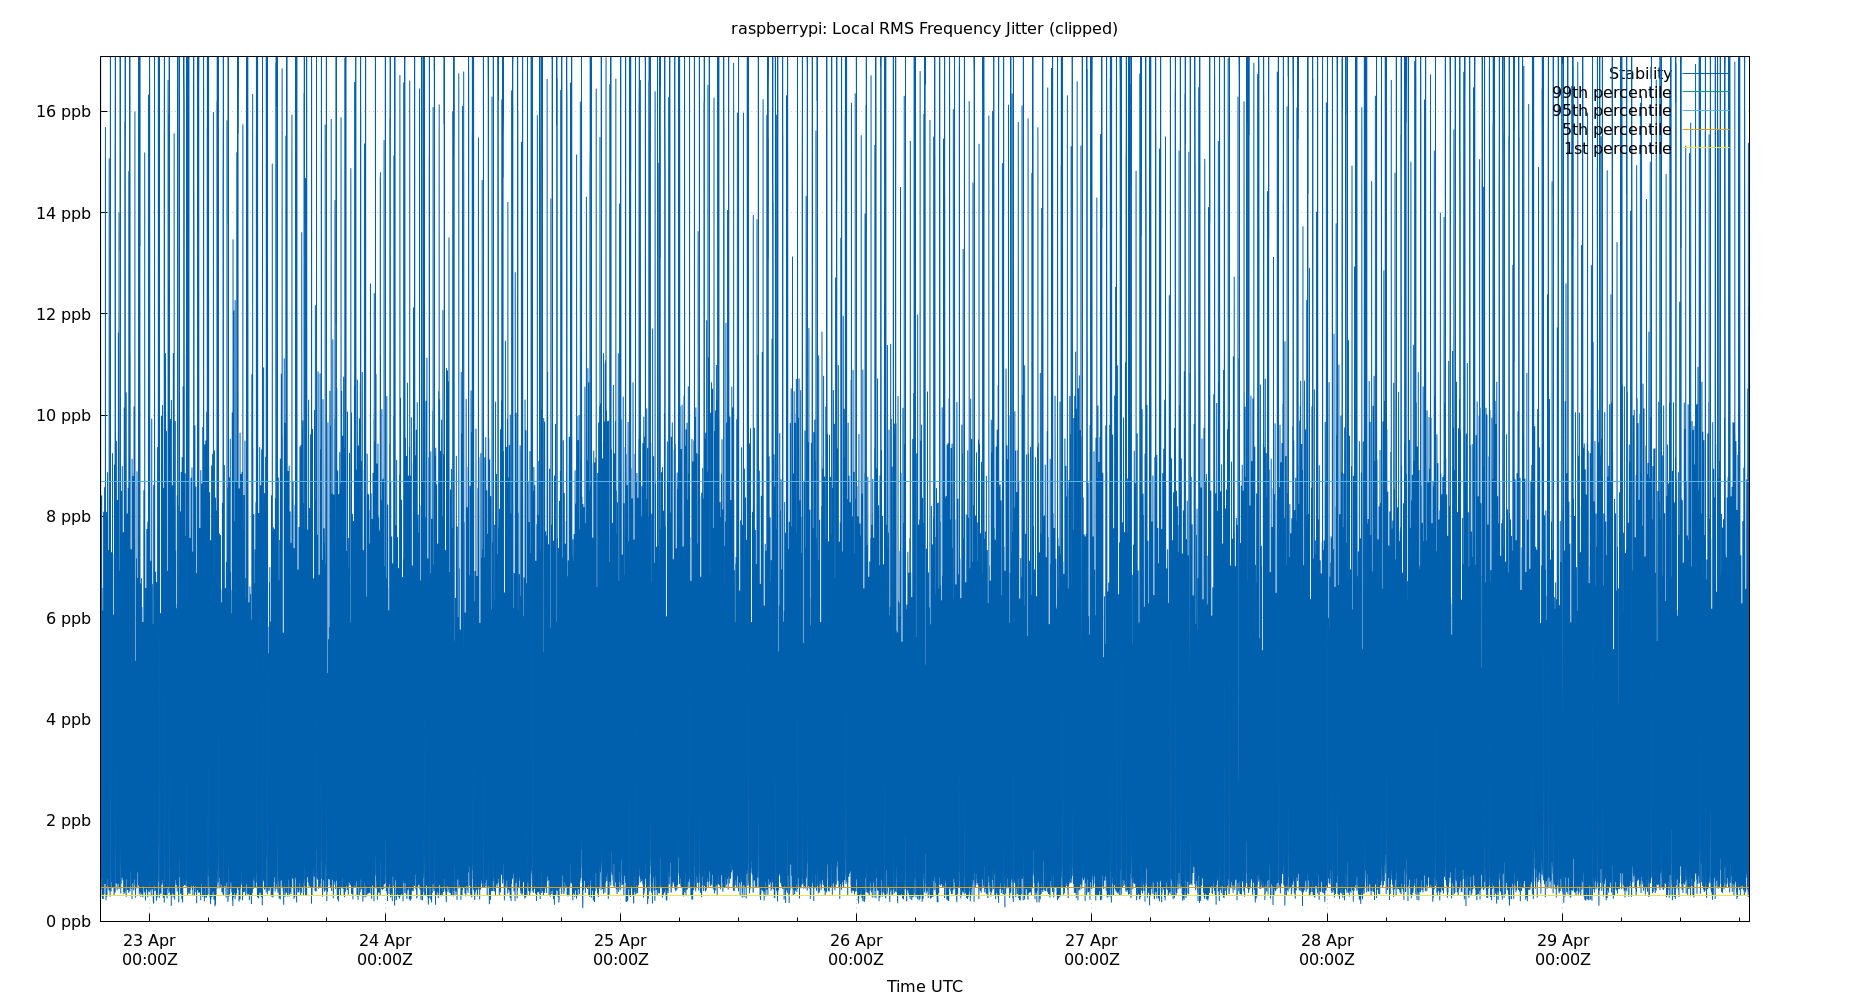 raspberrypi: Local RMS Frequency Jitter (clipped)
Stability
99th percentile
95th percentile
5th percentile
1st percentile
16 ppb
14 ppb
12 ppb
10 ppb
8 ppb
6 ppb
4 ppb
2 ppb
0 ppb
23 Apr 24 Apr 25 Apr 26 Apr 27 Apr 28 Apr 29 Apr
00:00Z 00:00Z 00:00Z 00:00Z 00:00Z 00:00Z 00:00Z
Time UTC